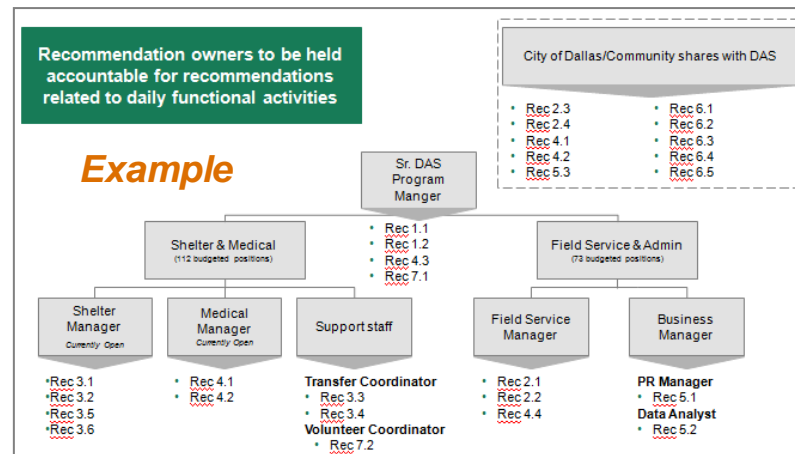 Recommendation owners to be held
accountable for recommendations
related to daily functional activities
City of Dallas/Community shares with DAS
• Rec 2.3
• Rec 2.4
• Rec 4.1
• Rec 4.2
• Rec 5.3
• Rec 6.1
• Rec 6.2
• Rec 6.3
• Rec 6.4
• Rec 6.5
Example
Sr. DAS
Program
Manger
• Rec 1.1
• Rec 1.2
• Rec 4.3
• Rec 7.1
Shelter & Medical
(112 budgeted positions)
Field Service & Admin
(73 budgeted positions)
Shelter
Manager
Currently Open
•Rec 3.1
•Rec 3.2
•Rec 3.5
•Rec 3.6
Medical
Manager
Currently Open
• Rec 4.1
• Rec 4.2
Support staff
Transfer Coordinator
• Rec 3.3
• Rec 3.4
Volunteer Coordinator
• Rec 7.2
Field Service
Manager
• Rec 2.1
• Rec 2.2
• Rec 4.4
Business
Manager
PR Manager
• Rec 5.1
Data Analyst
• Rec 5.2